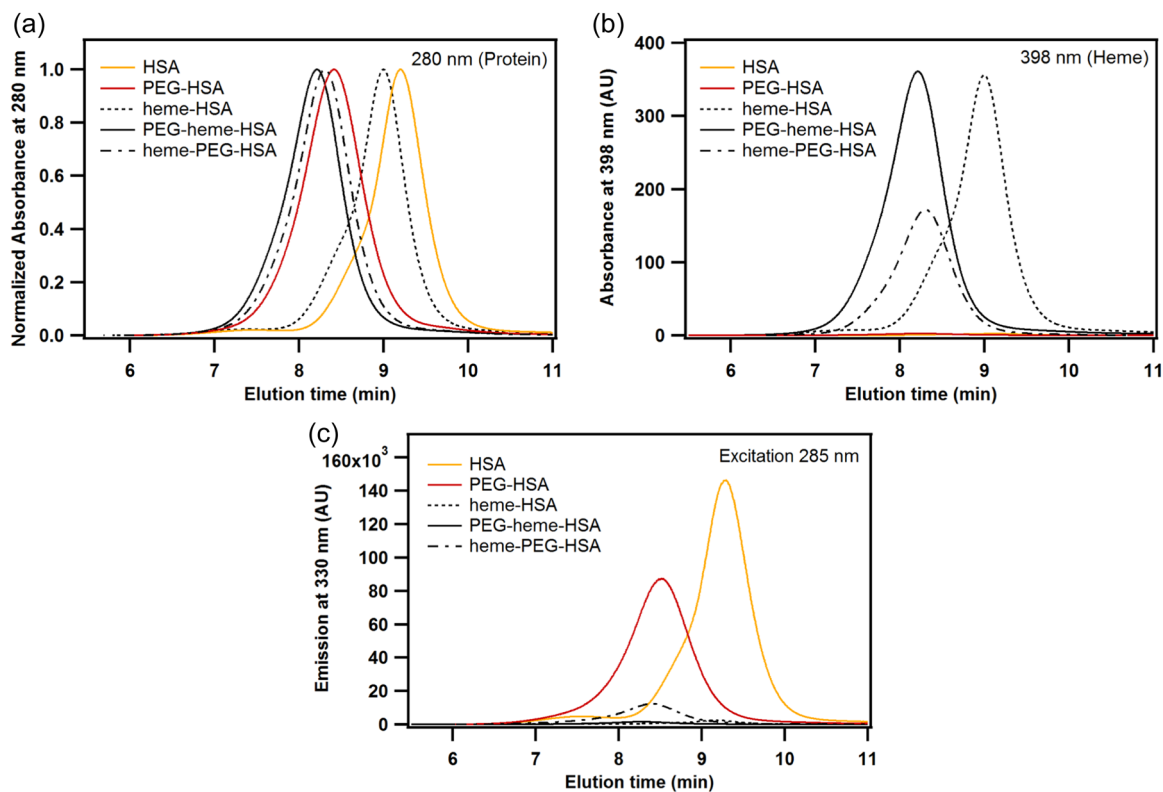 (a)
280 nm (Protein)
HSA
PEG-HSA
heme-HSA
PEG-heme-HSA
heme-PEG-HSA
Normalized Absorbance at 280 nm
1.0
0.8
0.6
0.4
0.2
0.0
6 7 8 9 10 11
Elution time (min)
(b)
398 nm (Heme)
HSA
PEG-HSA
heme-HSA
PEG-heme-HSA
heme-PEG-HSA
Absorbance at 398 nm (AU)
400
300
200
100
0
6 7 8 9 10 11
Elution time (min)
(c)
Excitation 285 nm
HSA
PEG-HSA
heme-HSA
PEG-heme-HSA
heme-PEG-HSA
Emission at 330 nm (AU)
160x10³
140
120
100
80
60
40
20
0
6 7 8 9 10 11
Elution time (min)